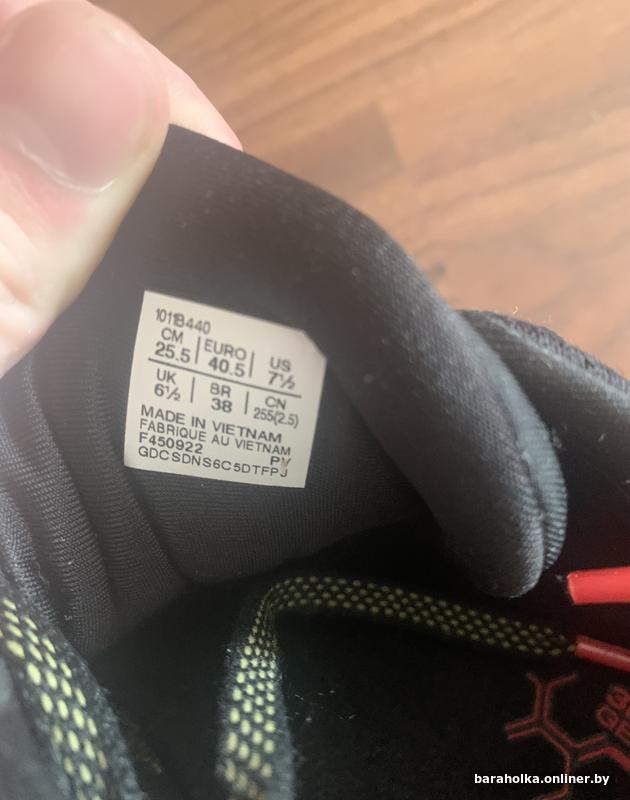 1011B440
CM EURO US
25.5 40.5 7½
UK BR CN
6½ 38 255(2.5)
MADE IN VIETNAM
FABRIQUE AU VIETNAM
F450922 PY
GDCSDNS6C5DTFPJ
baraholka.onliner.by